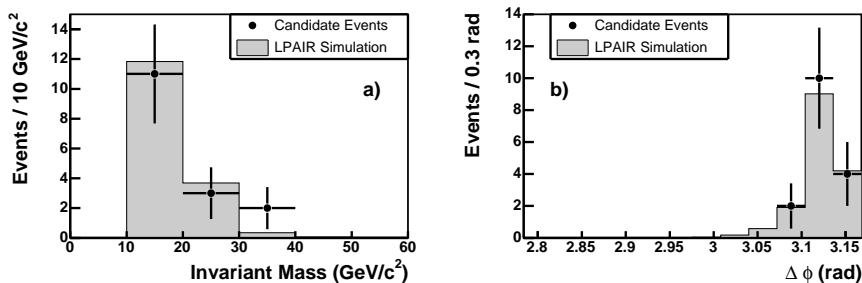 Events / 10 GeV/c²
14
12
10
8
6
4
2
0
Candidate Events
LPAIR Simulation
a)
0 10 20 30 40 50 60
Invariant Mass (GeV/c²)
Events / 0.3 rad
14
12
10
8
6
4
2
0
Candidate Events
LPAIR Simulation
b)
2.8 2.85 2.9 2.95 3 3.05 3.1 3.15
Δ ϕ (rad)